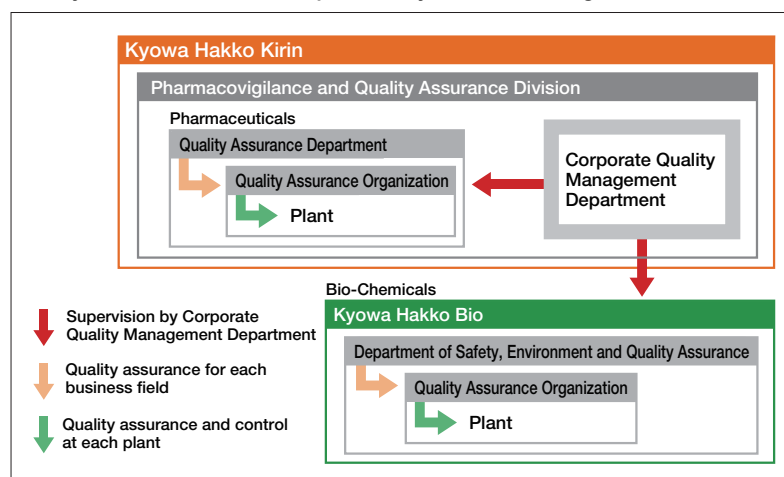 Kyowa Hakko Kirin
Pharmacovigilance and Quality Assurance Division
Pharmaceuticals
Quality Assurance Department
Quality Assurance Organization
Plant
Corporate Quality
Management
Department
Bio-Chemicals
Kyowa Hakko Bio
Department of Safety, Environment and Quality Assurance
Quality Assurance Organization
Plant
Supervision by Corporate
Quality Management Department
Quality assurance for each
business field
Quality assurance and control
at each plant